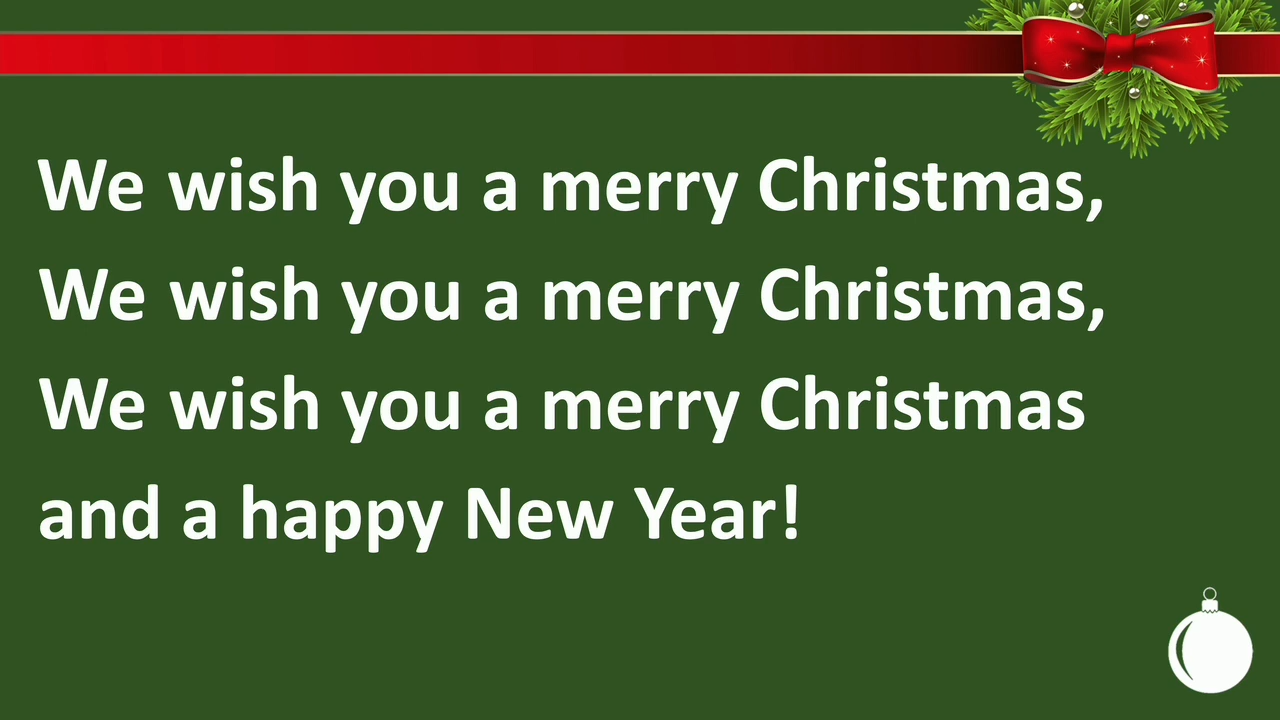 We wish you a merry Christmas,
We wish you a merry Christmas,
We wish you a merry Christmas
and a happy New Year!